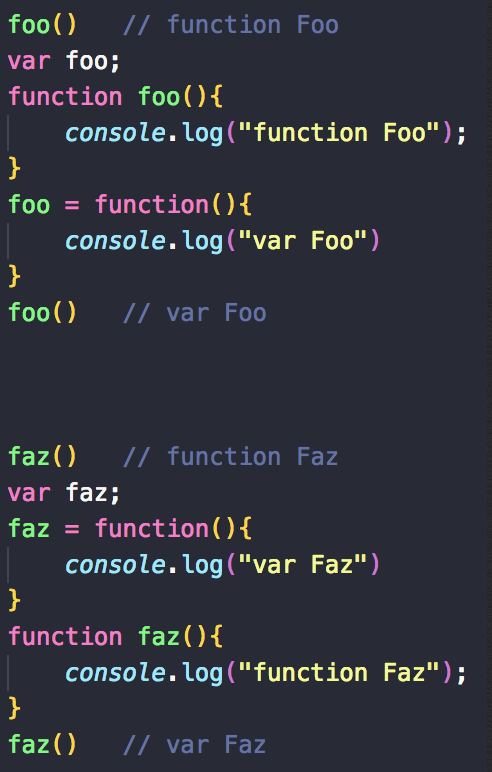 foo()   // function Foo
var foo;
function foo(){
    console.log("function Foo");
}
foo = function(){
    console.log("var Foo")
}
foo()   // var Foo
faz()   // function Faz
var faz;
faz = function(){
    console.log("var Faz")
}
function faz(){
    console.log("function Faz");
}
faz()   // var Faz